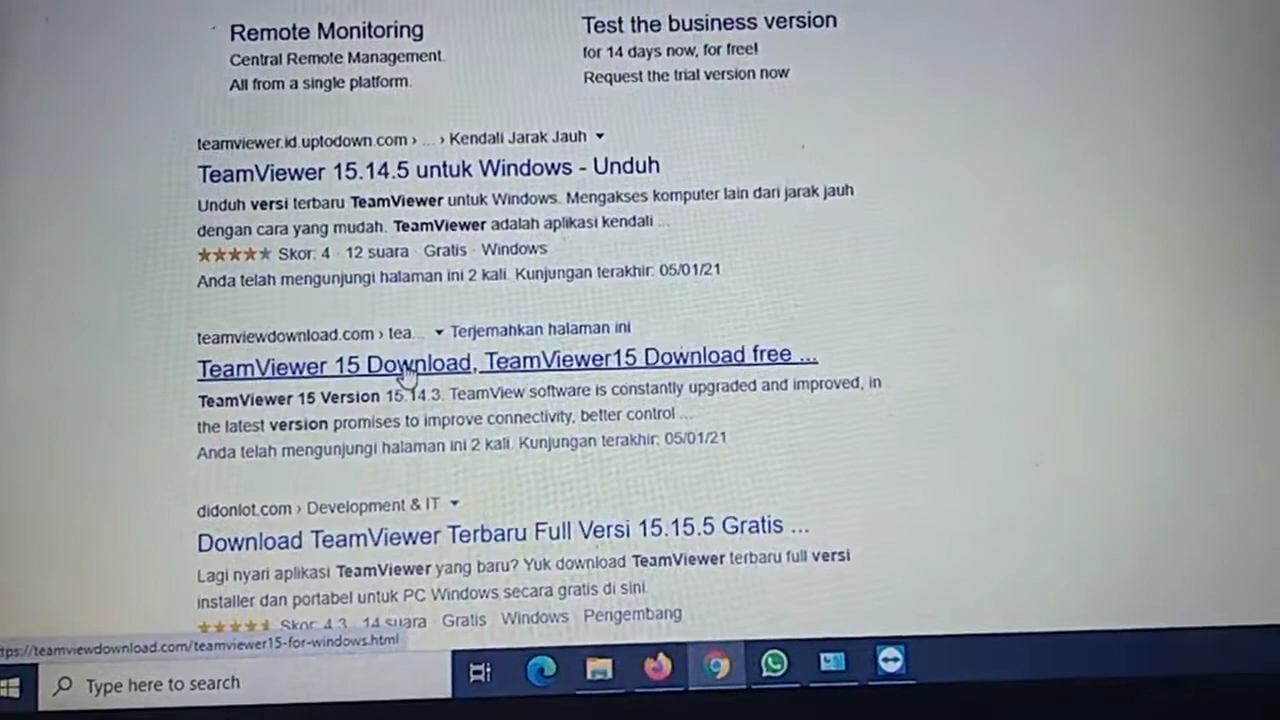 Remote Monitoring
Central Remote Management.
All from a single platform.
Test the business version
for 14 days now, for free!
Request the trial version now
teamviewer.id.uptodown.com › ... › Kendali Jarak Jauh
TeamViewer 15.14.5 untuk Windows - Unduh
Unduh versi terbaru TeamViewer untuk Windows. Mengakses komputer lain dari jarak jauh
dengan cara yang mudah. TeamViewer adalah aplikasi kendali ...
Skor: 4 · 12 suara · Gratis · Windows
Anda telah mengunjungi halaman ini 2 kali. Kunjungan terakhir: 05/01/21
teamviewdownload.com › tea... Terjemahkan halaman ini
TeamViewer 15 Download, TeamViewer15 Download free ...
TeamViewer 15 Version 15.14.3. TeamView software is constantly upgraded and improved, in
the latest version promises to improve connectivity, better control ...
Anda telah mengunjungi halaman ini 2 kali. Kunjungan terakhir: 05/01/21
didonlot.com › Development & IT
Download TeamViewer Terbaru Full Versi 15.15.5 Gratis ...
Lagi nyari aplikasi TeamViewer yang baru? Yuk download TeamViewer terbaru full versi
installer dan portabel untuk PC Windows secara gratis di sini.
Skor: 4,3 14 suara Gratis Windows Pengembang
tps://teamviewdownload.com/teamviewer15-for-windows.html
Type here to search